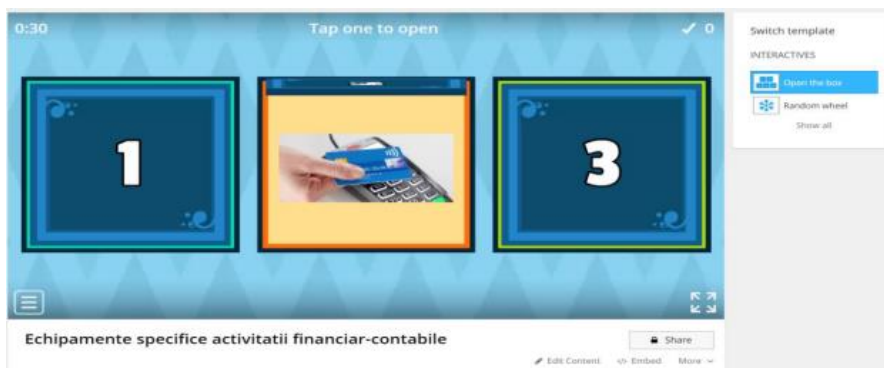 0:30
Tap one to open
✓ 0
1
3
Echipamente specifice activitatii financiar-contabile
Share
Edit Content
</> Embed
More
Switch template
INTERACTIVES
Open the box
Random wheel
Show all